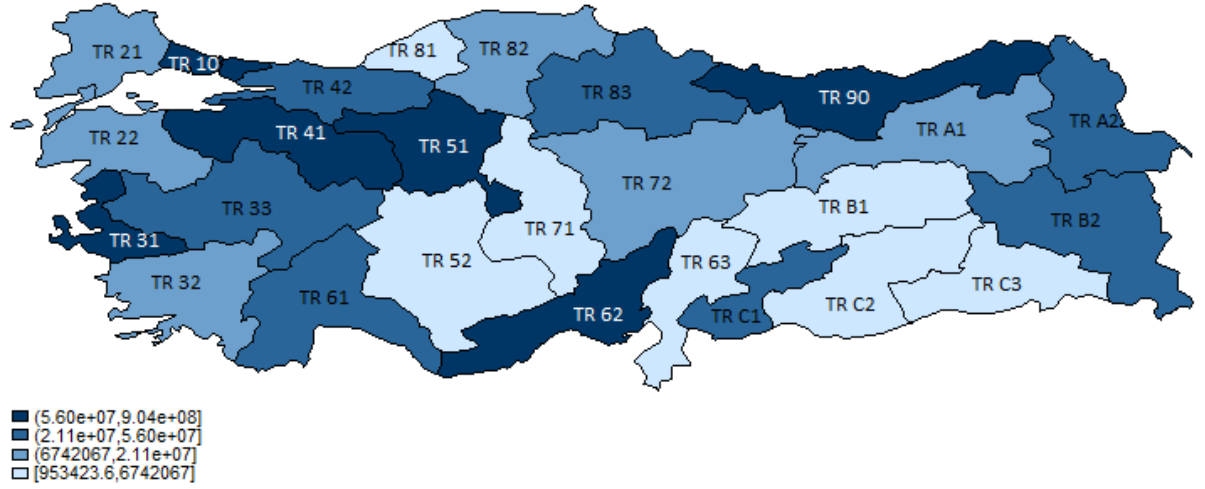 TR 21
TR 10
TR 81
TR 82
TR 42
TR 83
TR 90
TR A1
TR A2
TR 22
TR 41
TR 51
TR 72
TR 33
TR 31
TR 71
TR B1
TR B2
TR 32
TR 52
TR 63
TR 61
TR 62
TR C1
TR C2
TR C3
(5.60e+07,9.04e+08]
(2.11e+07,5.60e+07]
(6742067,2.11e+07]
[953423.6,6742067]